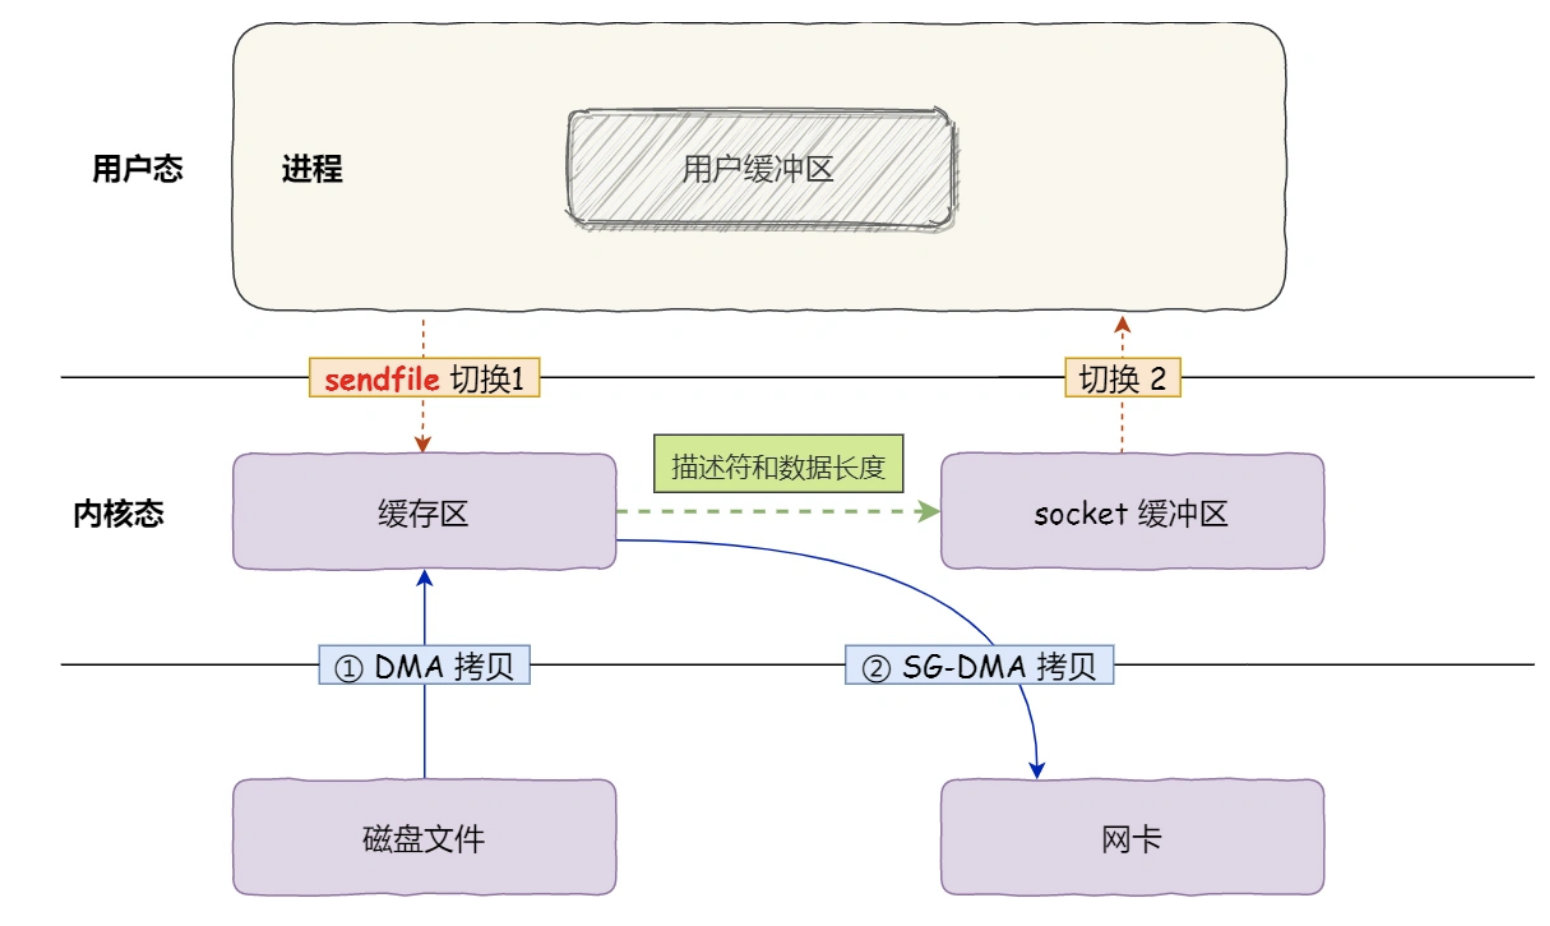 用户态
进程
用户缓冲区
sendfile 切换1
切换 2
描述符和数据长度
内核态
缓存区
socket 缓冲区
① DMA 拷贝
② SG-DMA 拷贝
磁盘文件
网卡